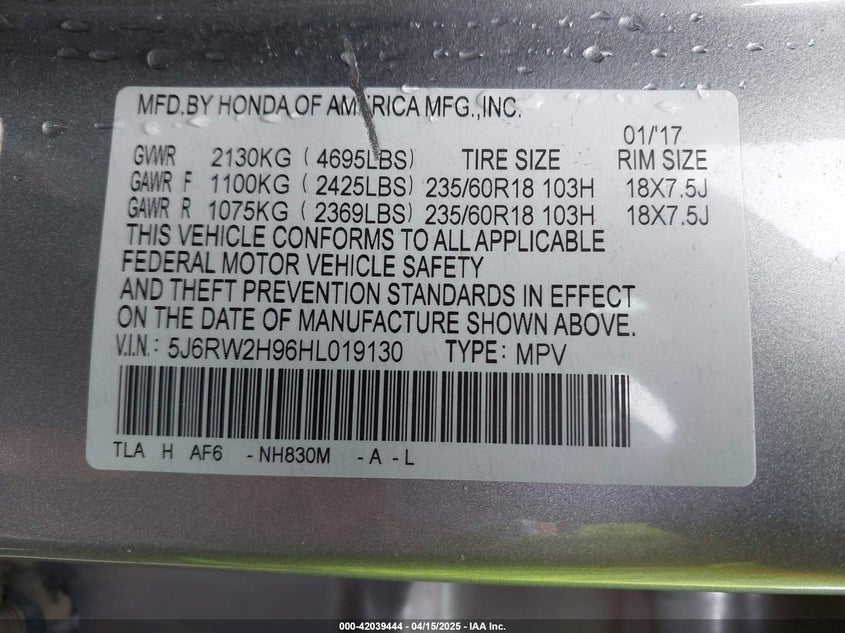 MFD.BY HONDA OF AMERICA MFG.,INC.
01/'17
GVWR 2130KG ( 4695LBS) TIRE SIZE RIM SIZE
GAWR F 1100KG ( 2425LBS) 235/60R18 103H 18X7.5J
GAWR R 1075KG ( 2369LBS) 235/60R18 103H 18X7.5J
THIS VEHICLE CONFORMS TO ALL APPLICABLE
FEDERAL MOTOR VEHICLE SAFETY
AND THEFT PREVENTION STANDARDS IN EFFECT
ON THE DATE OF MANUFACTURE SHOWN ABOVE.
V.I.N.: 5J6RW2H96HL019130 TYPE: MPV
TLA H AF6 -NH830M -A -L
000-42039444 - 04/15/2025 - IAA Inc.